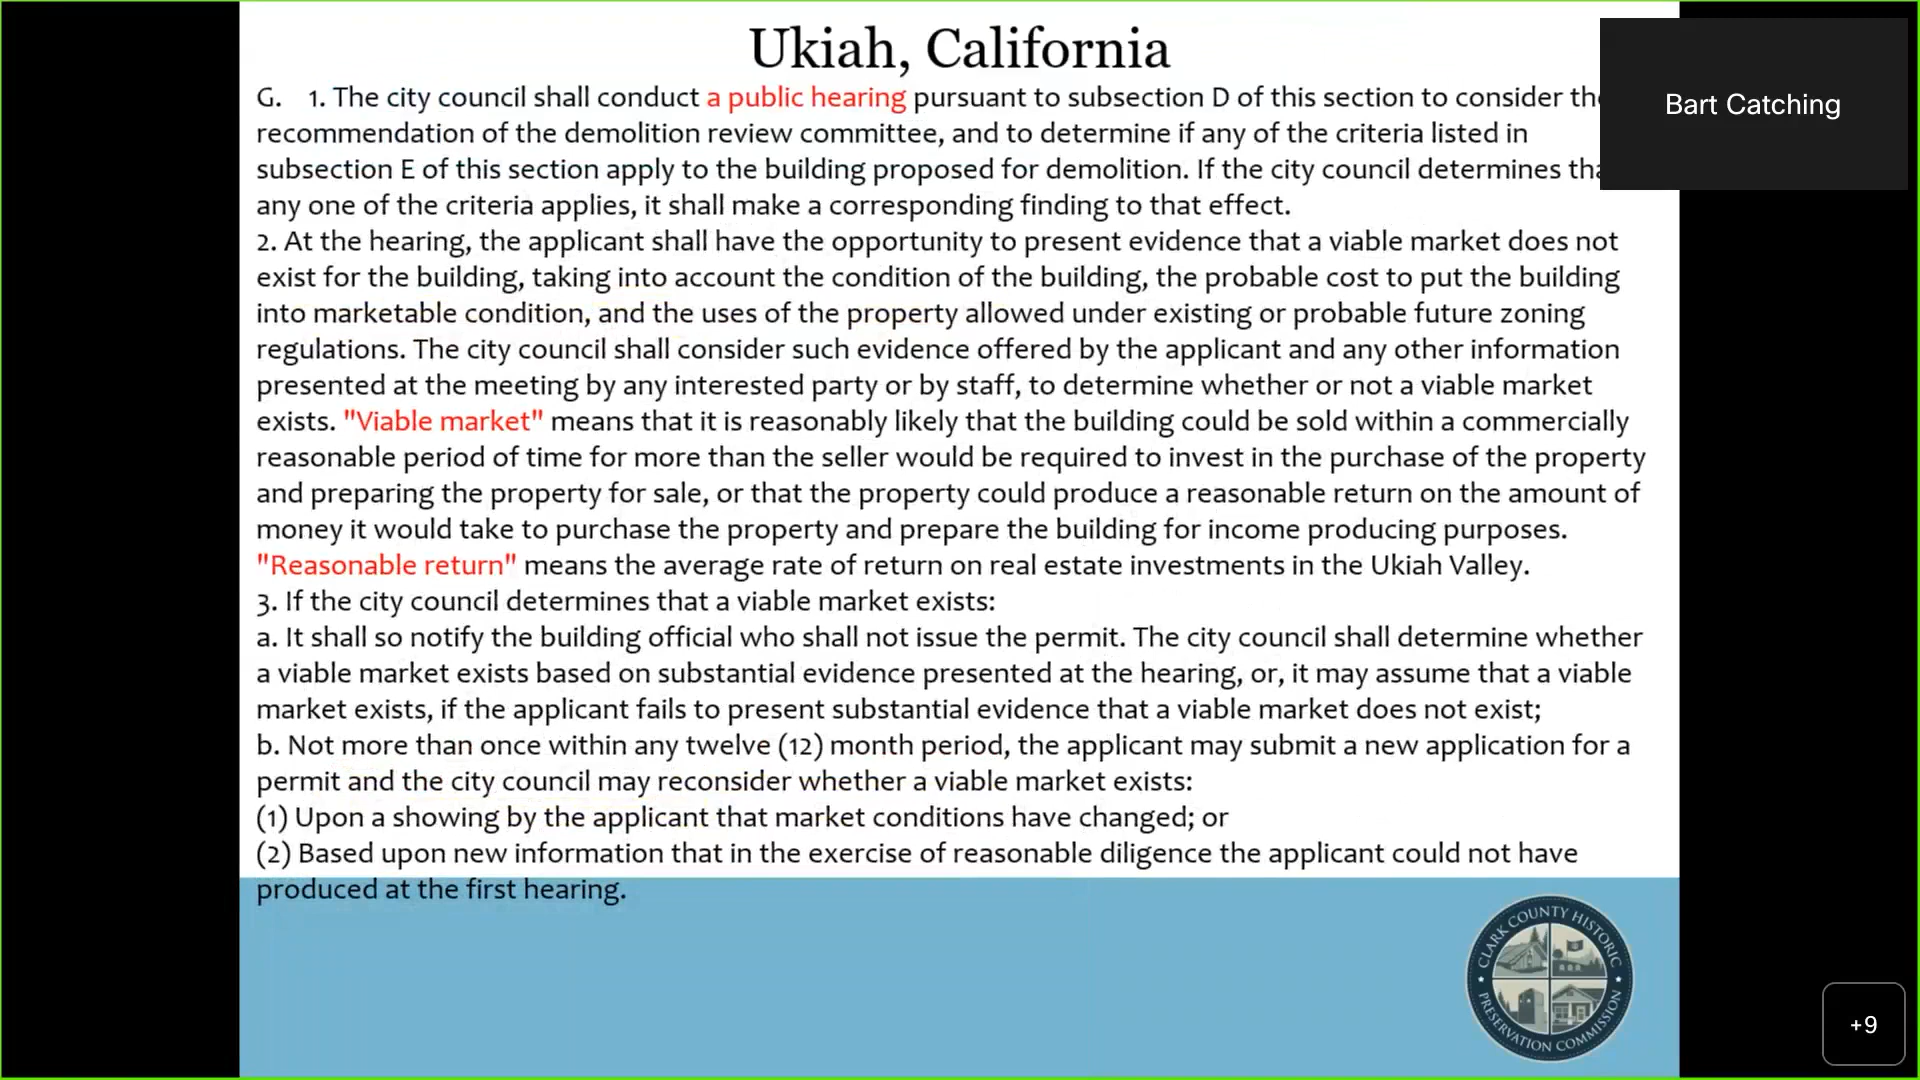 Ukiah, California
G. 1. The city council shall conduct a public hearing pursuant to subsection D of this section to consider
recommendation of the demolition review committee, and to determine if any of the criteria listed in
subsection E of this section apply to the building proposed for demolition. If the city council determines
any one of the criteria applies, it shall make a corresponding finding to that effect.
2. At the hearing, the applicant shall have the opportunity to present evidence that a viable market does not
exist for the building, taking into account the condition of the building, the probable cost to put the building
into marketable condition, and the uses of the property allowed under existing or probable future zoning
regulations. The city council shall consider such evidence offered by the applicant and any other information
presented at the meeting by any interested party or by staff, to determine whether or not a viable market
exists. "Viable market" means that it is reasonably likely that the building could be sold within a commercially
reasonable period of time for more than the seller would be required to invest in the purchase of the property
and preparing the property for sale, or that the property could produce a reasonable return on the amount of
money it would take to purchase the property and prepare the building for income producing purposes.
"Reasonable return" means the average rate of return on real estate investments in the Ukiah Valley.
3. If the city council determines that a viable market exists:
a. It shall so notify the building official who shall not issue the permit. The city council shall determine whether
a viable market exists based on substantial evidence presented at the hearing, or, it may assume that a viable
market exists, if the applicant fails to present substantial evidence that a viable market does not exist;
b. Not more than once within any twelve (12) month period, the applicant may submit a new application for a
permit and the city council may reconsider whether a viable market exists:
(1) Upon a showing by the applicant that market conditions have changed; or
(2) Based upon new information that in the exercise of reasonable diligence the applicant could not have
produced at the first hearing.
Bart Catching
CLARK COUNTY HISTORIC
PRESERVATION COMMISSION
+9